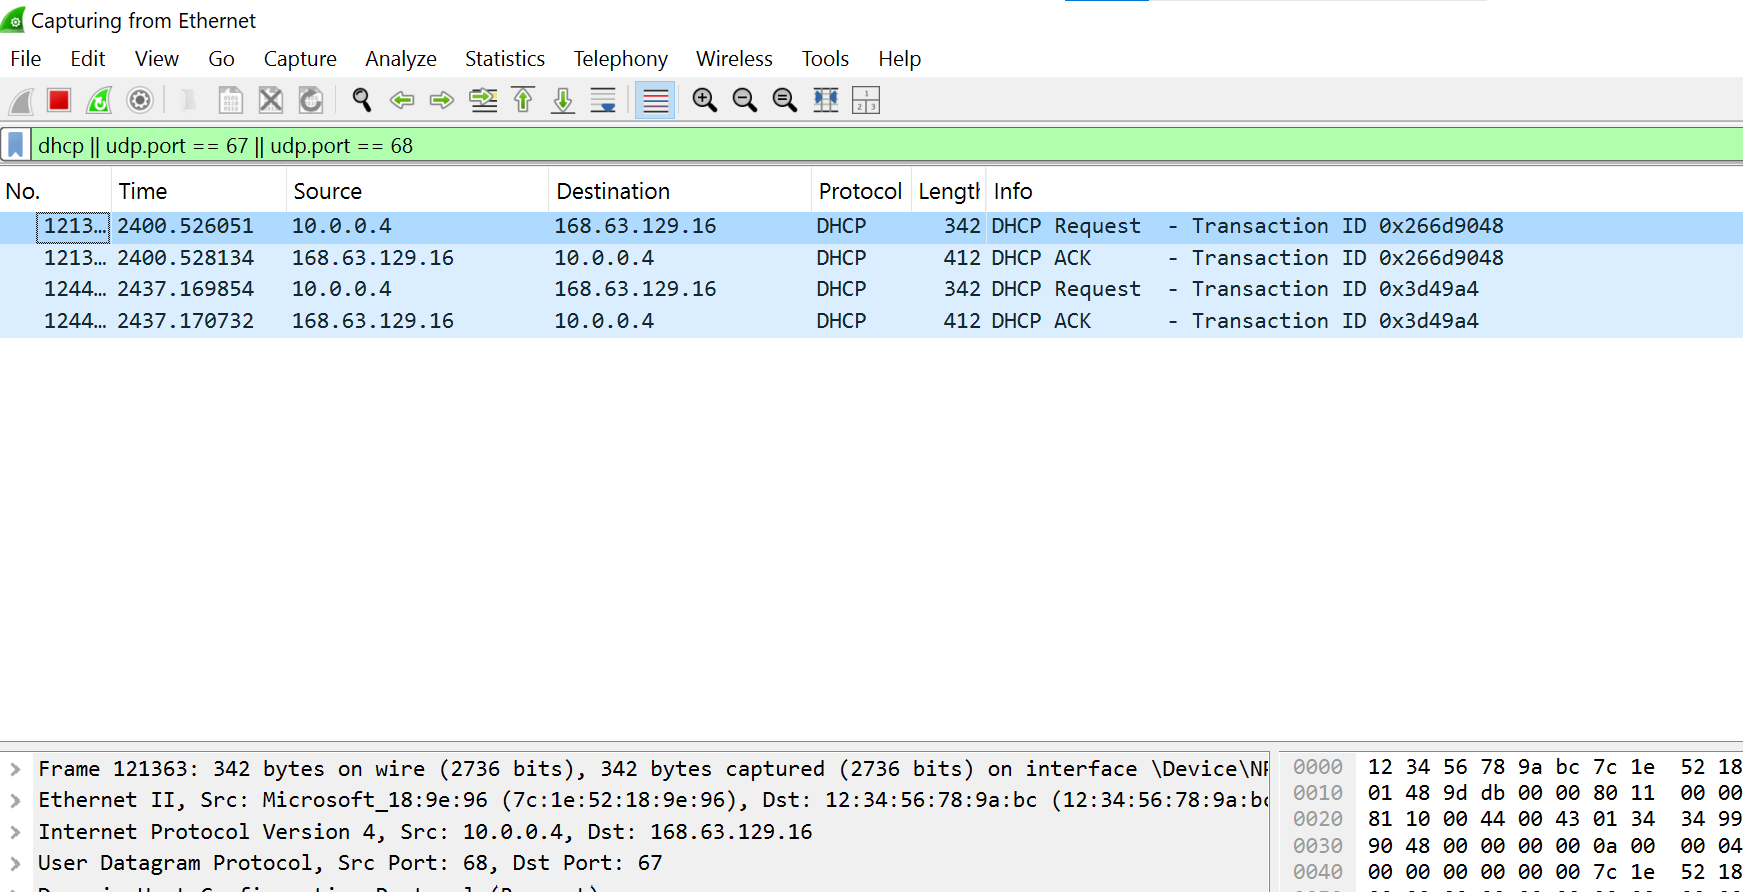 Capturing from Ethernet
File Edit View Go Capture Analyze Statistics Telephony Wireless Tools Help
dhcp || udp.port == 67 || udp.port == 68
No. Time Source Destination Protocol Length Info
1213… 2400.526051 10.0.0.4 168.63.129.16 DHCP 342 DHCP Request - Transaction ID 0x266d9048
1213… 2400.528134 168.63.129.16 10.0.0.4 DHCP 412 DHCP ACK - Transaction ID 0x266d9048
1244… 2437.169854 10.0.0.4 168.63.129.16 DHCP 342 DHCP Request - Transaction ID 0x3d49a4
1244… 2437.170732 168.63.129.16 10.0.0.4 DHCP 412 DHCP ACK - Transaction ID 0x3d49a4
Frame 121363: 342 bytes on wire (2736 bits), 342 bytes captured (2736 bits) on interface \Device\NP
Ethernet II, Src: Microsoft_18:9e:96 (7c:1e:52:18:9e:96), Dst: 12:34:56:78:9a:bc (12:34:56:78:9a:bc
Internet Protocol Version 4, Src: 10.0.0.4, Dst: 168.63.129.16
User Datagram Protocol, Src Port: 68, Dst Port: 67
0000 12 34 56 78 9a bc 7c 1e 52 18
0010 01 48 9d db 00 00 80 11 00 00
0020 81 10 00 44 00 43 01 34 34 99
0030 90 48 00 00 00 00 0a 00 00 04
0040 00 00 00 00 00 00 7c 1e 52 18